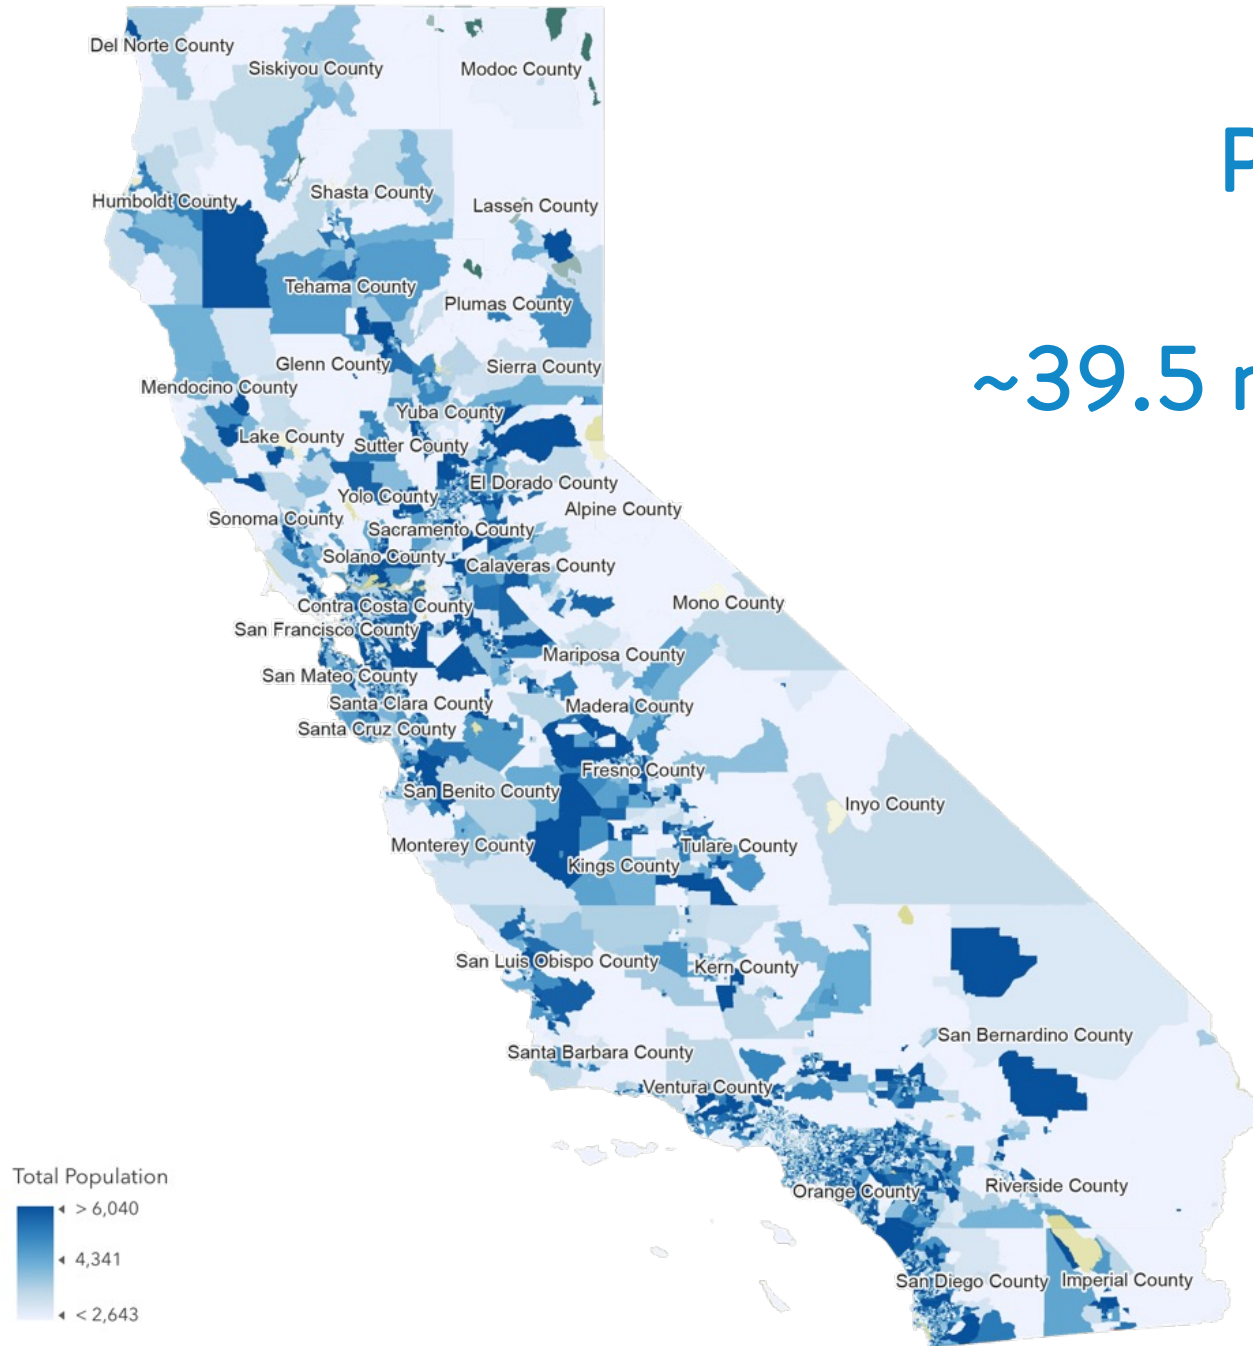 P
~39.5
Del Norte County
Siskiyou County
Modoc County
Humboldt County
Shasta County
Lassen County
Tehama County
Plumas County
Glenn County
Sierra County
Mendocino County
Yuba County
Lake County
Sutter County
El Dorado County
Yolo County
Alpine County
Sonoma County
Sacramento County
Solano County
Calaveras County
Contra Costa County
Mono County
San Francisco County
Mariposa County
San Mateo County
Santa Clara County
Madera County
Santa Cruz County
Fresno County
San Benito County
Inyo County
Monterey County
Tulare County
Kings County
San Luis Obispo County
Kern County
San Bernardino County
Santa Barbara County
Ventura County
Orange County
Riverside County
San Diego County
Imperial County
Total Population
> 6,040
4,341
< 2,643